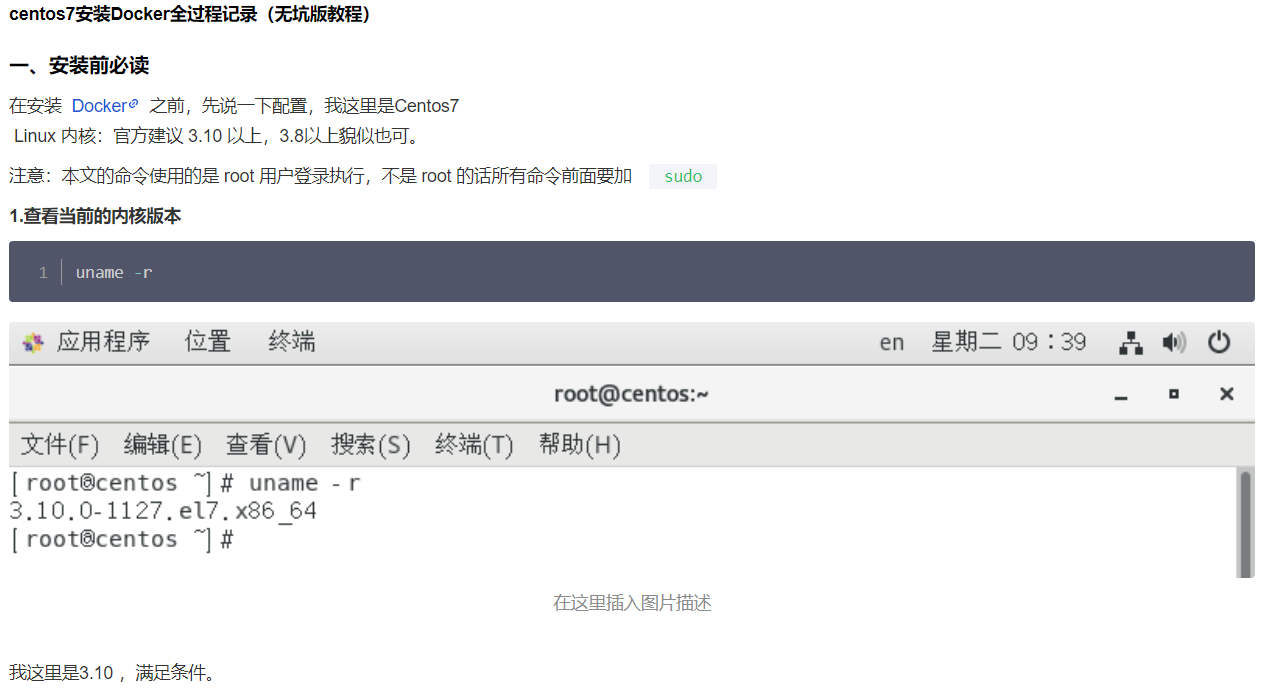 centos7安装Docker全过程记录（无坑版教程）
一、安装前必读
在安装 Docker 之前，先说一下配置，我这里是Centos7
Linux 内核：官方建议 3.10 以上，3.8以上貌似也可。
注意：本文的命令使用的是 root 用户登录执行，不是 root 的话所有命令前面要加 sudo
1.查看当前的内核版本
1 uname -r
应用程序 位置 终端 en 星期二 09：39
root@centos:~
文件(F) 编辑(E) 查看(V) 搜索(S) 终端(T) 帮助(H)
[root@centos ~]# uname -r
3.10.0-1127.el7.x86_64
[root@centos ~]#
在这里插入图片描述
我这里是3.10 ，满足条件。